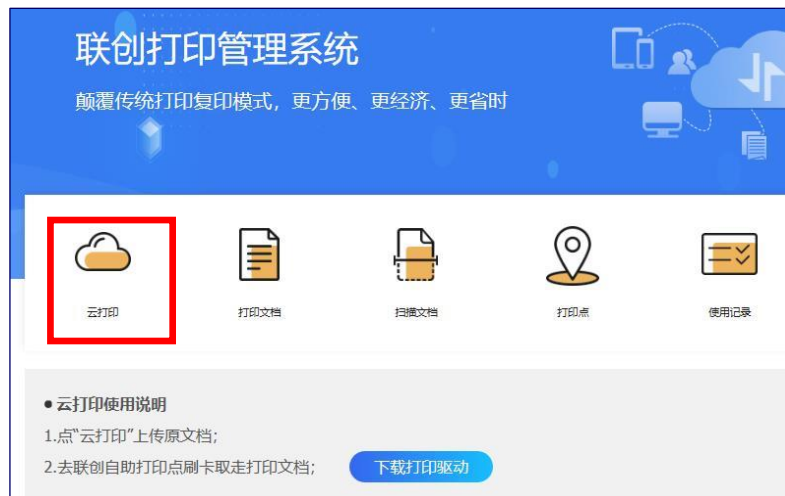 联创打印管理系统
颠覆传统打印复印模式，更方便、更经济、更省时
云打印
打印文档
扫描文档
打印点
使用记录
●云打印使用说明
1.点“云打印”上传原文档;
2.去联创自助打印点刷卡取走打印文档;
下载打印驱动